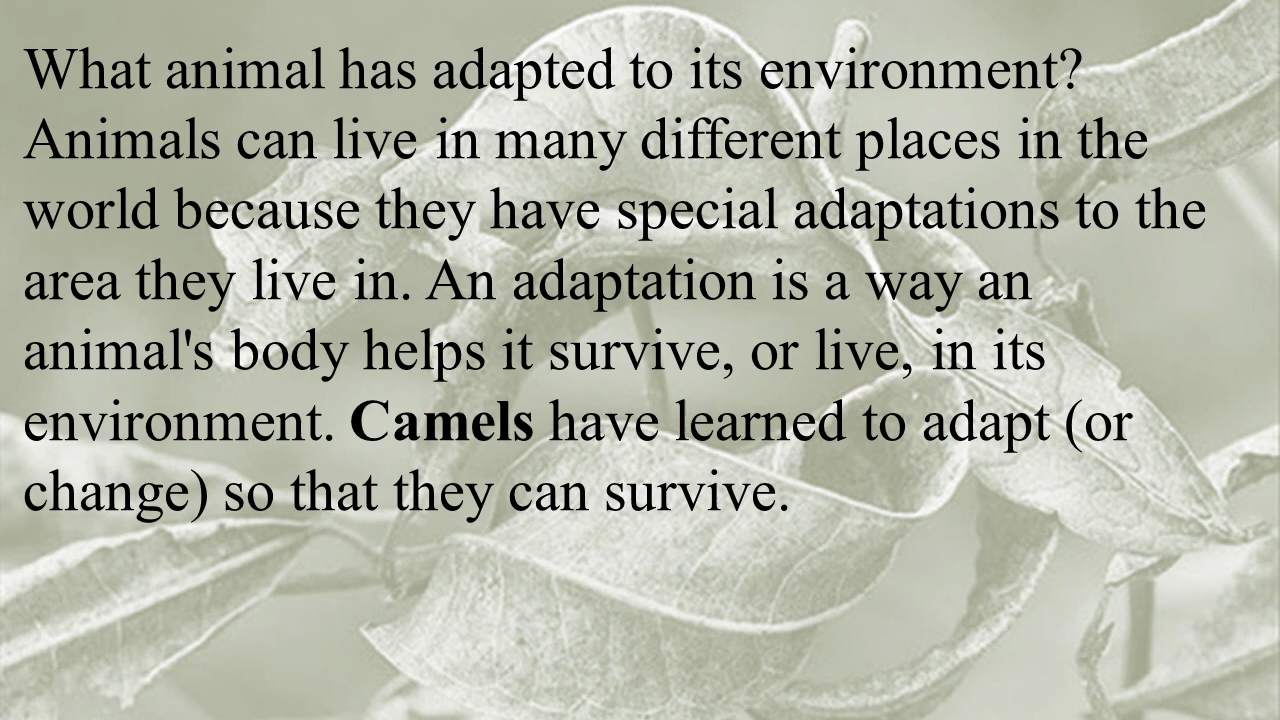 What animal has adapted to its environment?
Animals can live in many different places in the
world because they have special adaptations to the
area they live in. An adaptation is a way an
animal's body helps it survive, or live, in its
environment. Camels have learned to adapt (or
change) so that they can survive.